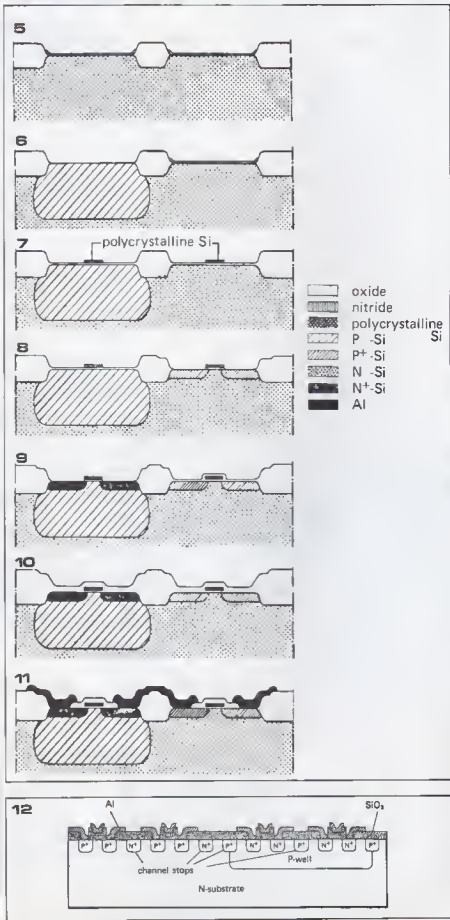 5
6
7
polycrystalline Si
oxide
nitride
polycrystalline Si
P -Si
P⁺-Si
N -Si
N⁺-Si
Al
8
9
10
11
12
Al
SiO₂
P⁺ P⁺ N⁺ P⁺ P⁺ P⁺ N⁺ N⁺ P⁺ N⁺ N⁺ P⁺
channel stops
P-well
N-substrate